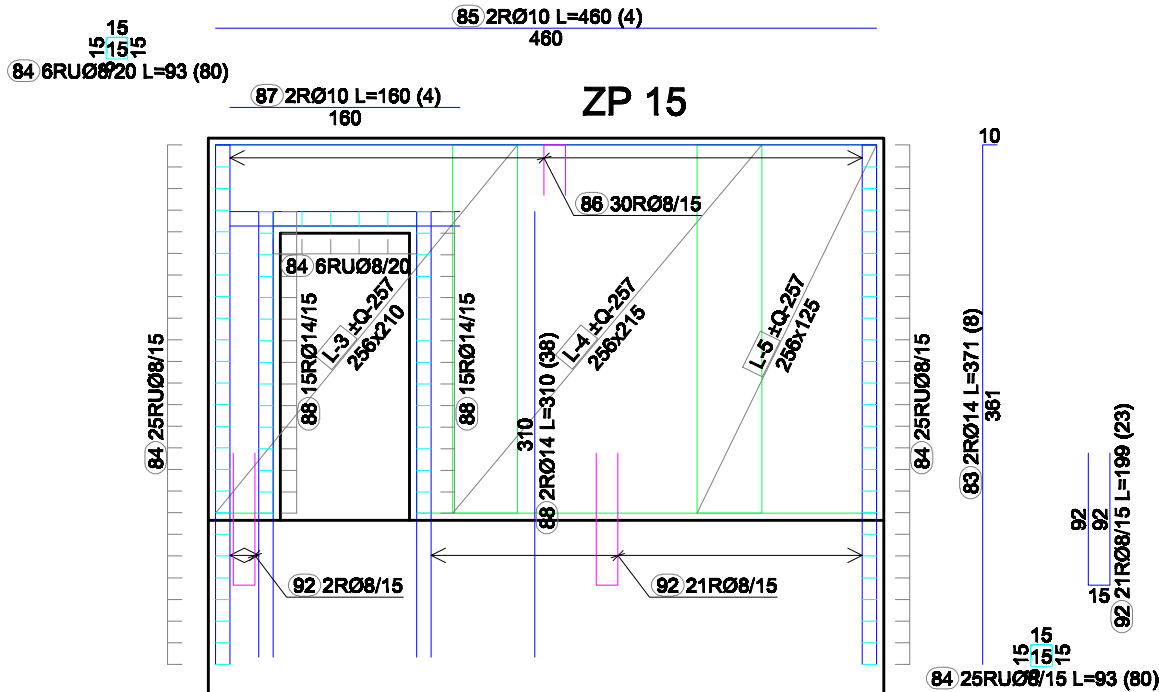 85 2RØ10 L=460 (4)
460
15
15 15 15
84 6RUØ8/20 L=93 (80)
87 2RØ10 L=160 (4)
160
ZP 15
10
86 30RØ8/15
84 6RUØ8/20
L-3 ±Q-257
256x210
L-4 ±Q-257
256x215
L-5 ±Q-257
256x125
84 25RUØ8/15
88 15RØ14/15
88 15RØ14/15
310
88 2RØ14 L=310 (38)
84 25RUØ8/15
83 2RØ14 L=371 (8)
361
92
92
92 21RØ8/15 L=199 (23)
15
92 2RØ8/15
92 21RØ8/15
15
15 15 15
84 25RUØ8/15 L=93 (80)